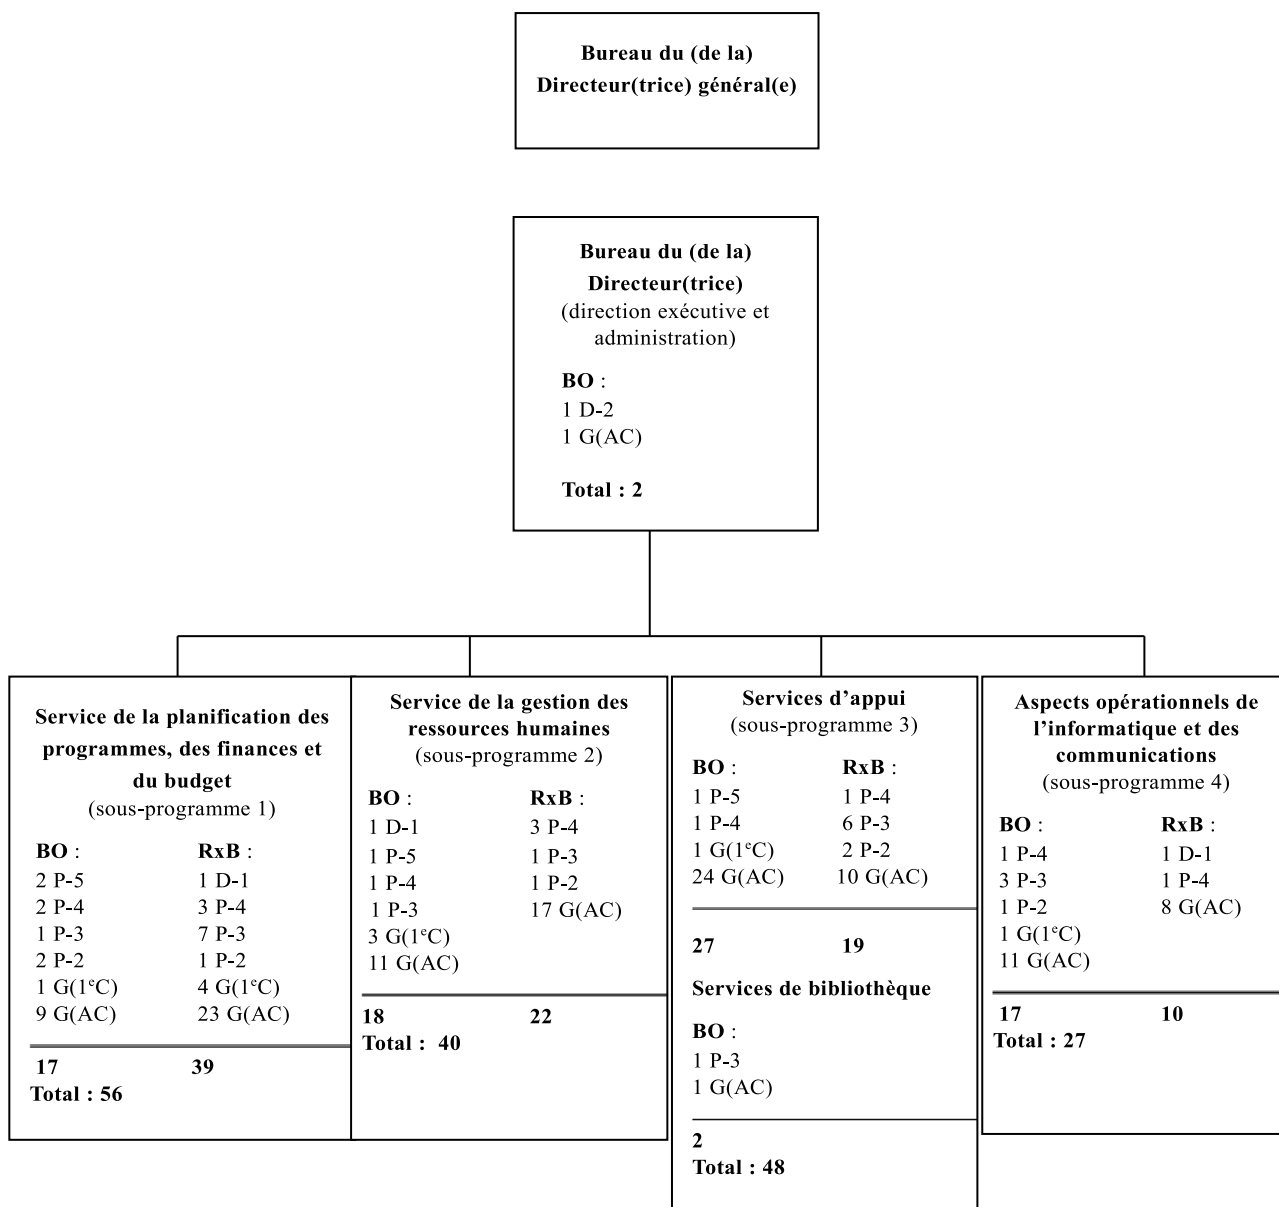 Bureau du (de la)
Directeur(trice) général(e)
Bureau du (de la)
Directeur(trice)
(direction exécutive et
administration)
BO :
1 D-2
1 G(AC)
Total : 2
Service de la planification des
programmes, des finances et
du budget
(sous-programme 1)
BO : RxB :
2 P-5 1 D-1
2 P-4 3 P-4
1 P-3 7 P-3
2 P-2 1 P-2
1 G(1ᵉC) 4 G(1ᵉC)
9 G(AC) 23 G(AC)
17 39
Total : 56
Service de la gestion des
ressources humaines
(sous-programme 2)
BO : RxB :
1 D-1 3 P-4
1 P-5 1 P-3
1 P-4 1 P-2
1 P-3 17 G(AC)
3 G(1ᵉC)
11 G(AC)
18 22
Total : 40
Services d’appui
(sous-programme 3)
BO : RxB :
1 P-5 1 P-4
1 P-4 6 P-3
1 G(1ᵉC) 2 P-2
24 G(AC) 10 G(AC)
27 19
Services de bibliothèque
BO :
1 P-3
1 G(AC)
2
Total : 48
Aspects opérationnels de
l’informatique et des
communications
(sous-programme 4)
BO : RxB :
1 P-4 1 D-1
3 P-3 1 P-4
1 P-2 8 G(AC)
1 G(1ᵉC)
11 G(AC)
17 10
Total : 27